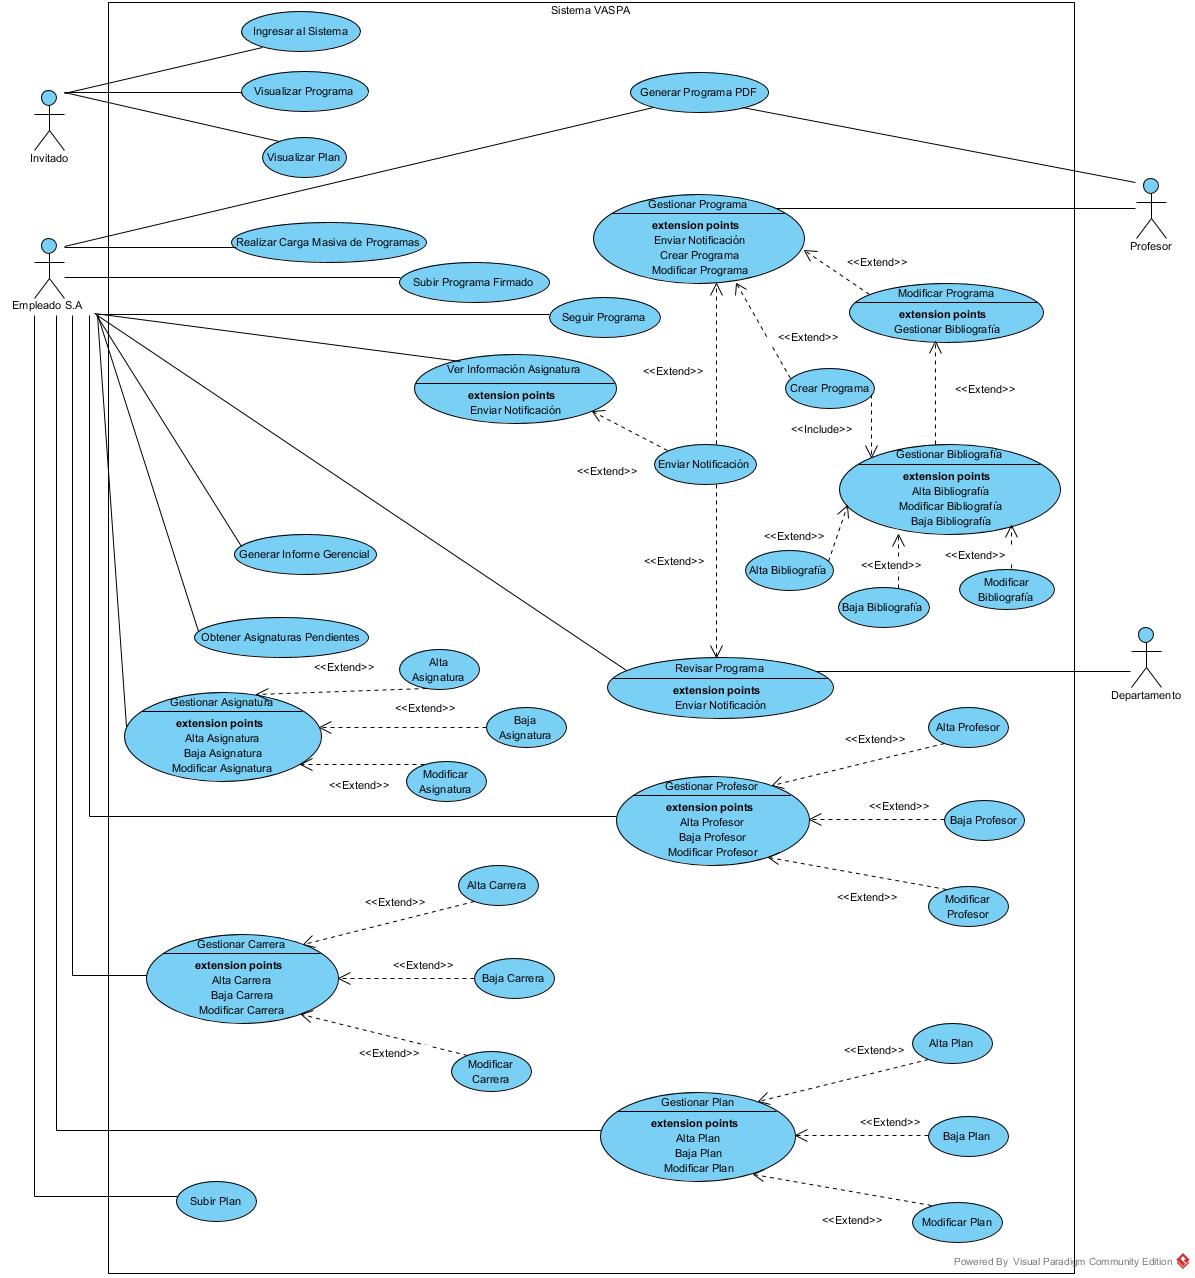 Sistema VASPA
Ingresar al Sistema
Visualizar Programa
Generar Programa PDF
Invitado
Visualizar Plan
Gestionar Programa
extension points
Enviar Notificación
Crear Programa
Modificar Programa
Profesor
Realizar Carga Masiva de Programas
<<Extend>>
Subir Programa Firmado
Modificar Programa
extension points
Gestionar Bibliografía
Empleado S.A
Seguir Programa
<<Extend>>
Ver Información Asignatura
extension points
Enviar Notificación
<<Extend>>
Crear Programa
<<Extend>>
<<Include>>
Gestionar Bibliografía
extension points
Alta Bibliografía
Modificar Bibliografía
Baja Bibliografía
Enviar Notificación
<<Extend>>
<<Extend>>
<<Extend>>
<<Extend>>
<<Extend>>
Generar Informe Gerencial
Alta Bibliografía
Baja Bibliografía
Modificar
Bibliografía
Obtener Asignaturas Pendientes
<<Extend>>
Alta
Asignatura
Revisar Programa
extension points
Enviar Notificación
Departamento
Gestionar Asignatura
extension points
Alta Asignatura
Baja Asignatura
Modificar Asignatura
<<Extend>>
Baja
Asignatura
<<Extend>>
Modificar
Asignatura
Alta Profesor
<<Extend>>
Gestionar Profesor
extension points
Alta Profesor
Baja Profesor
Modificar Profesor
<<Extend>>
Baja Profesor
<<Extend>>
Modificar
Profesor
Alta Carrera
<<Extend>>
Gestionar Carrera
extension points
Alta Carrera
Baja Carrera
Modificar Carrera
<<Extend>>
Baja Carrera
<<Extend>>
Modificar
Carrera
Alta Plan
<<Extend>>
Gestionar Plan
extension points
Alta Plan
Baja Plan
Modificar Plan
<<Extend>>
Baja Plan
Subir Plan
<<Extend>>
Modificar Plan
Powered By Visual Paradigm Community Edition